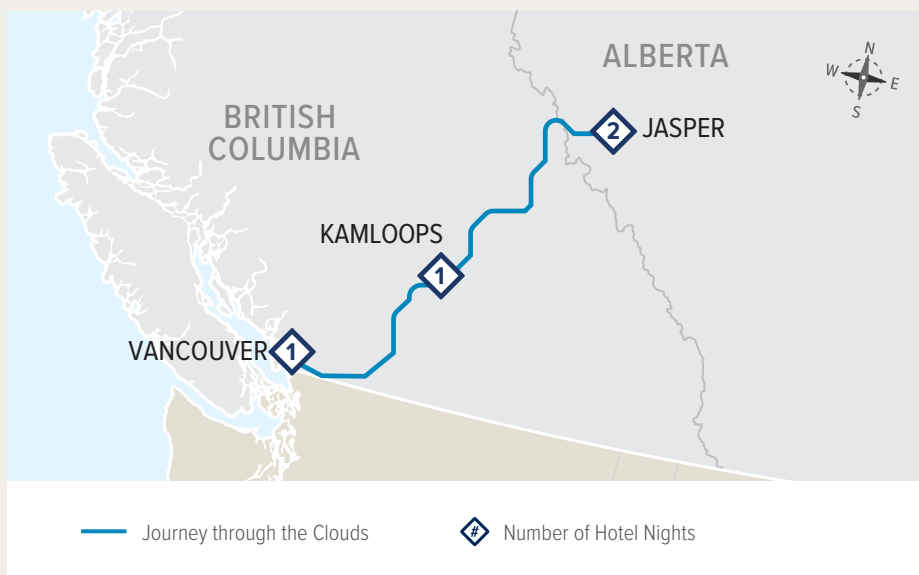 ALBERTA
N
W
E
S
BRITISH
COLUMBIA
2
JASPER
KAMLOOPS
1
VANCOUVER
1
Journey through the Clouds
#
Number of Hotel Nights